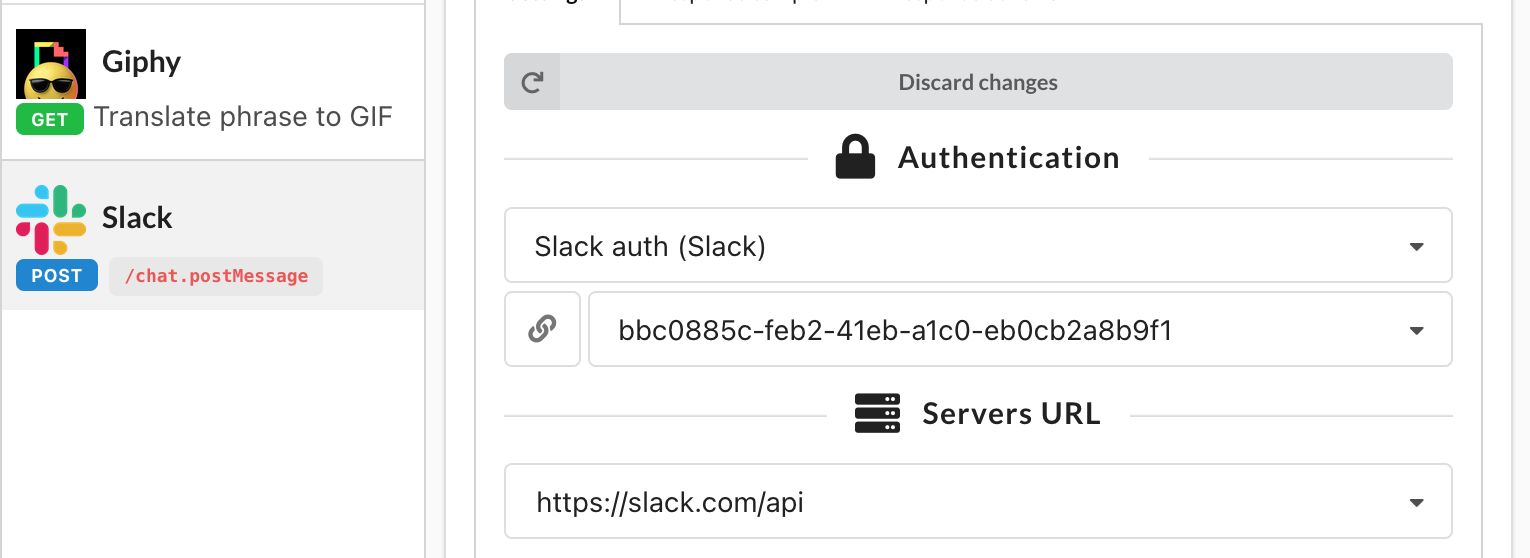 Giphy
GET Translate phrase to GIF
Slack
POST /chat.postMessage
Discard changes
Authentication
Slack auth (Slack)
bbc0885c-feb2-41eb-a1c0-eb0cb2a8b9f1
Servers URL
https://slack.com/api